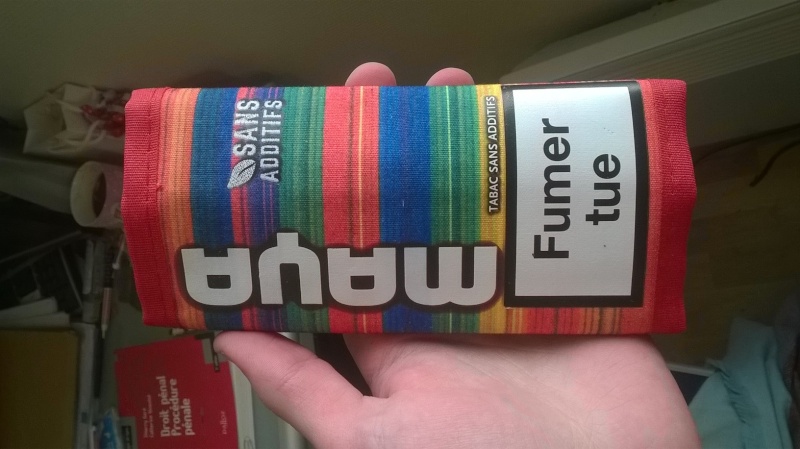 SANS
ADDITIFS
TABAC SANS ADDITIFS
MAYA
Fumer
tue
Droit pénal
Procédure
pénale